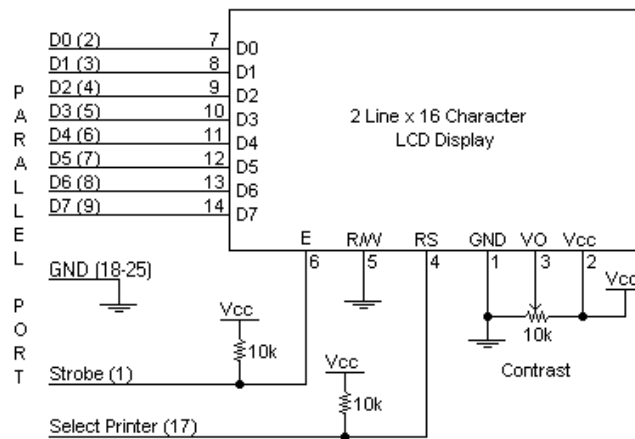 PARALLEL PORT
D0 (2) 7 D0
D1 (3) 8 D1
D2 (4) 9 D2
D3 (5) 10 D3
D4 (6) 11 D4
D5 (7) 12 D5
D6 (8) 13 D6
D7 (9) 14 D7
2 Line x 16 Character
LCD Display
E R/W RS GND VO Vcc
6 5 4 1 3 2
GND (18-25)
Vcc
10k
Vcc
10k
Contrast
Vcc
10k
Strobe (1)
Select Printer (17)